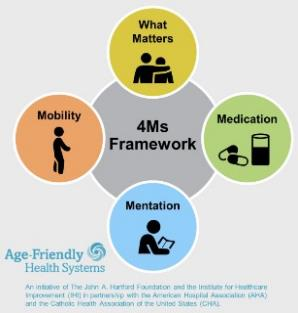 What
Matters
Mobility
4Ms
Framework
Medication
Mentation
Age-Friendly
Health Systems
An initiative of The John A. Hartford Foundation and the Institute for Healthcare
Improvement (IHI) in partnership with the American Hospital Association (AHA)
and the Catholic Health Association of the United States (CHA).